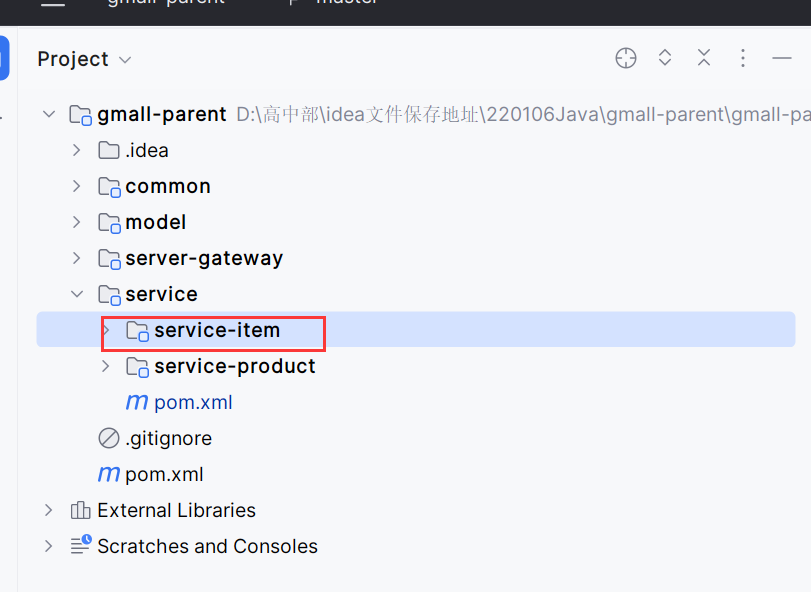 gmall-parent master
Project
gmall-parent D:\高中部\idea文件保存地址\220106Java\gmall-parent\gmall-pa
.idea
common
model
server-gateway
service
service-item
service-product
m pom.xml
.gitignore
m pom.xml
External Libraries
Scratches and Consoles